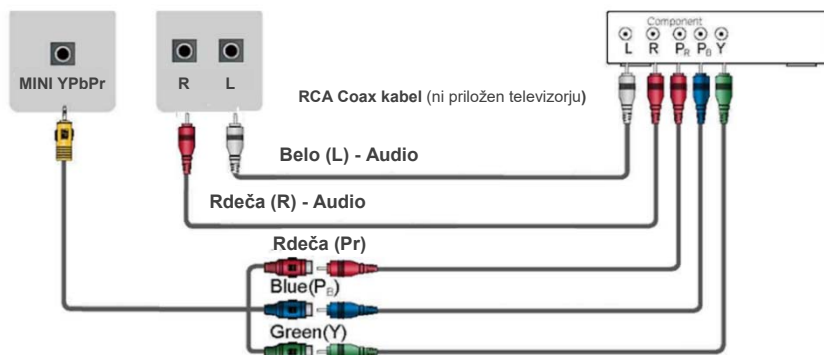 Component
L R PR PB Y
MINI YPbPr
R L
RCA Coax kabel (ni priložen televizorju)
Belo (L) - Audio
Rdeča (R) - Audio
Rdeča (Pr)
Blue(PB)
Green(Y)